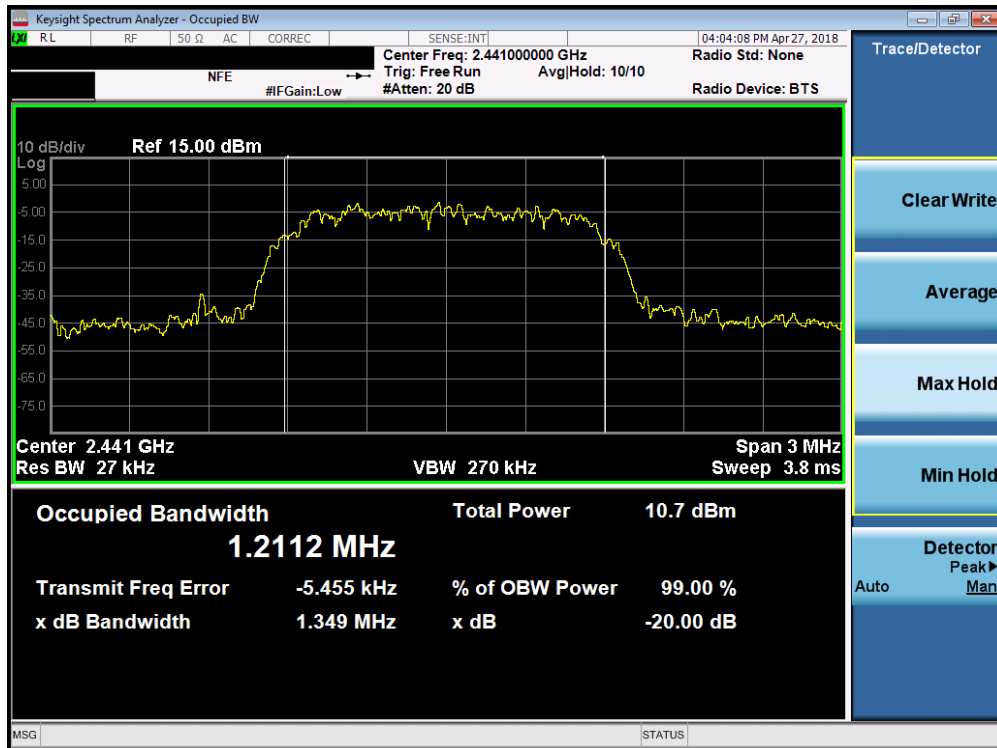 Keysight Spectrum Analyzer - Occupied BW
LXI RL RF 50 Ω AC CORREC SENSE:INT 04:04:08 PM Apr 27, 2018
Center Freq: 2.441000000 GHz Radio Std: None
NFE Trig: Free Run Avg|Hold: 10/10
#IFGain:Low #Atten: 20 dB Radio Device: BTS
Trace/Detector
10 dB/div Ref 15.00 dBm
Log
5.00
-5.00
-15.0
-25.0
-35.0
-45.0
-55.0
-65.0
-75.0
Center 2.441 GHz Span 3 MHz
Res BW 27 kHz VBW 270 kHz Sweep 3.8 ms
Occupied Bandwidth Total Power 10.7 dBm
1.2112 MHz
Transmit Freq Error -5.455 kHz % of OBW Power 99.00 %
x dB Bandwidth 1.349 MHz x dB -20.00 dB
Clear Write
Average
Max Hold
Min Hold
Detector
Peak▶
Auto Man
MSG STATUS